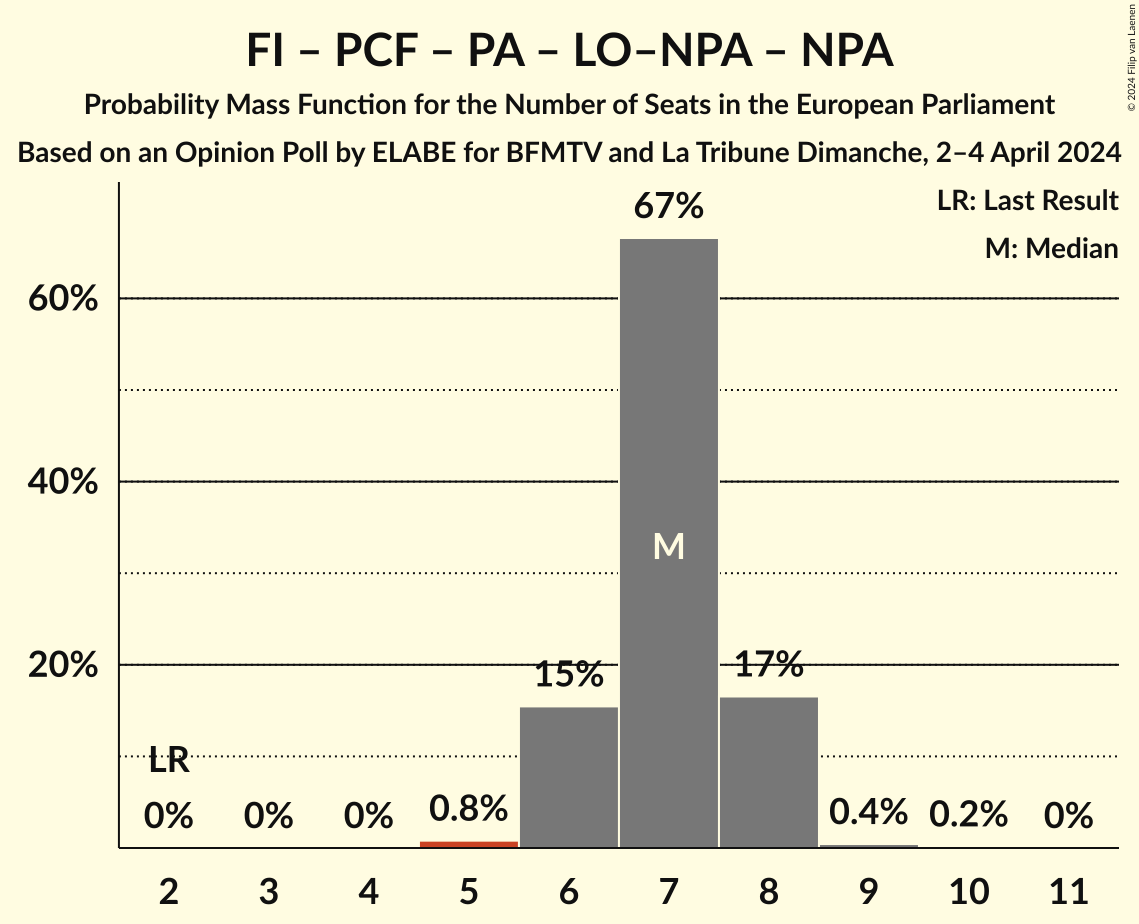 FI – PCF – PA – LO–NPA – NPA
Probability Mass Function for the Number of Seats in the European Parliament
Based on an Opinion Poll by ELABE for BFMTV and La Tribune Dimanche, 2–4 April 2024
© 2024 Filip van Laenen
LR: Last Result
M: Median
67%
60%
40%
M
20%
15%
17%
LR
0%
0%
0%
0.8%
0.4%
0.2%
0%
2
3
4
5
6
7
8
9
10
11